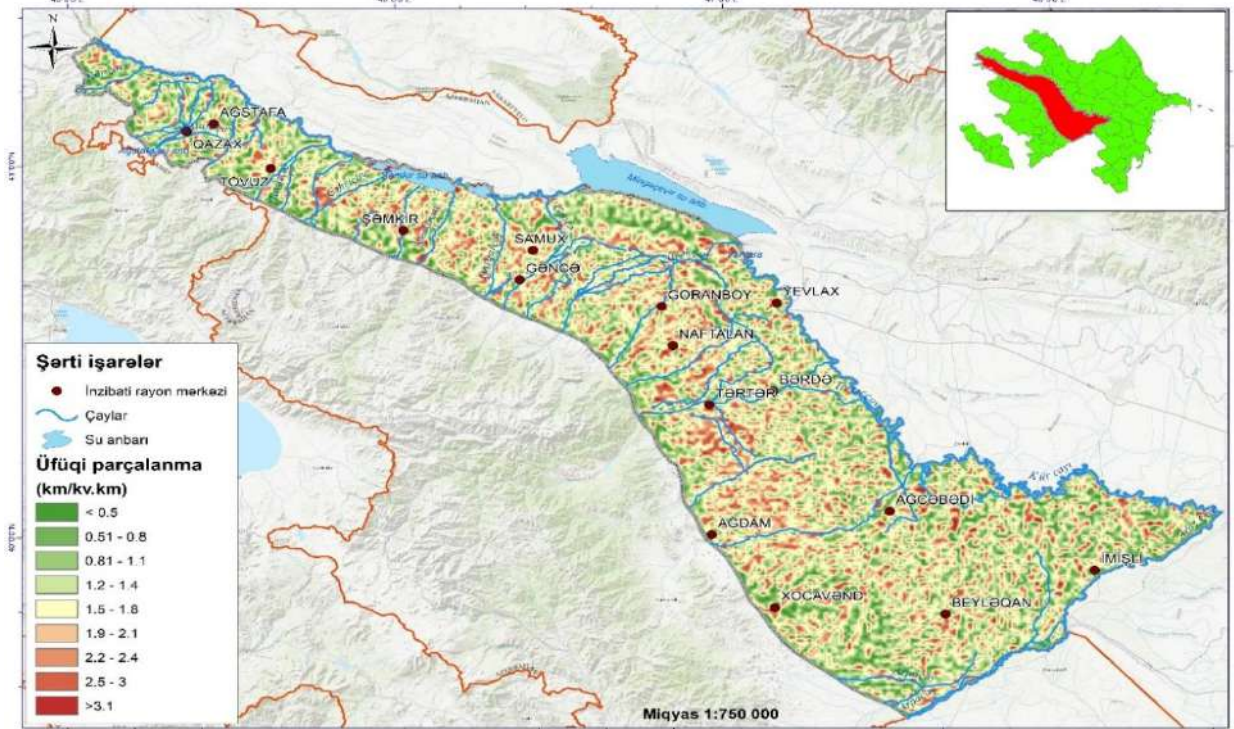 N
AĞSTAFA
QAZAX
TOVUZ
ŞƏMKİR
SAMUX
GƏNCƏ
Mingəçevir su anb.
GORANBOY
YEVLAX
NAFTALAN
BƏRDƏ
TƏRTƏR
Kür çayı
AĞCƏBƏDİ
AĞDAM
İMİŞLİ
XOCAVƏND
BEYLƏQAN
Şərti işarələr
İnzibati rayon mərkəzi
Çaylar
Su anbarı
Üfüqi parçalanma
(km/kv.km)
< 0.5
0.51 - 0.8
0.81 - 1.1
1.2 - 1.4
1.5 - 1.8
1.9 - 2.1
2.2 - 2.4
2.5 - 3
>3.1
Miqyas 1:750 000